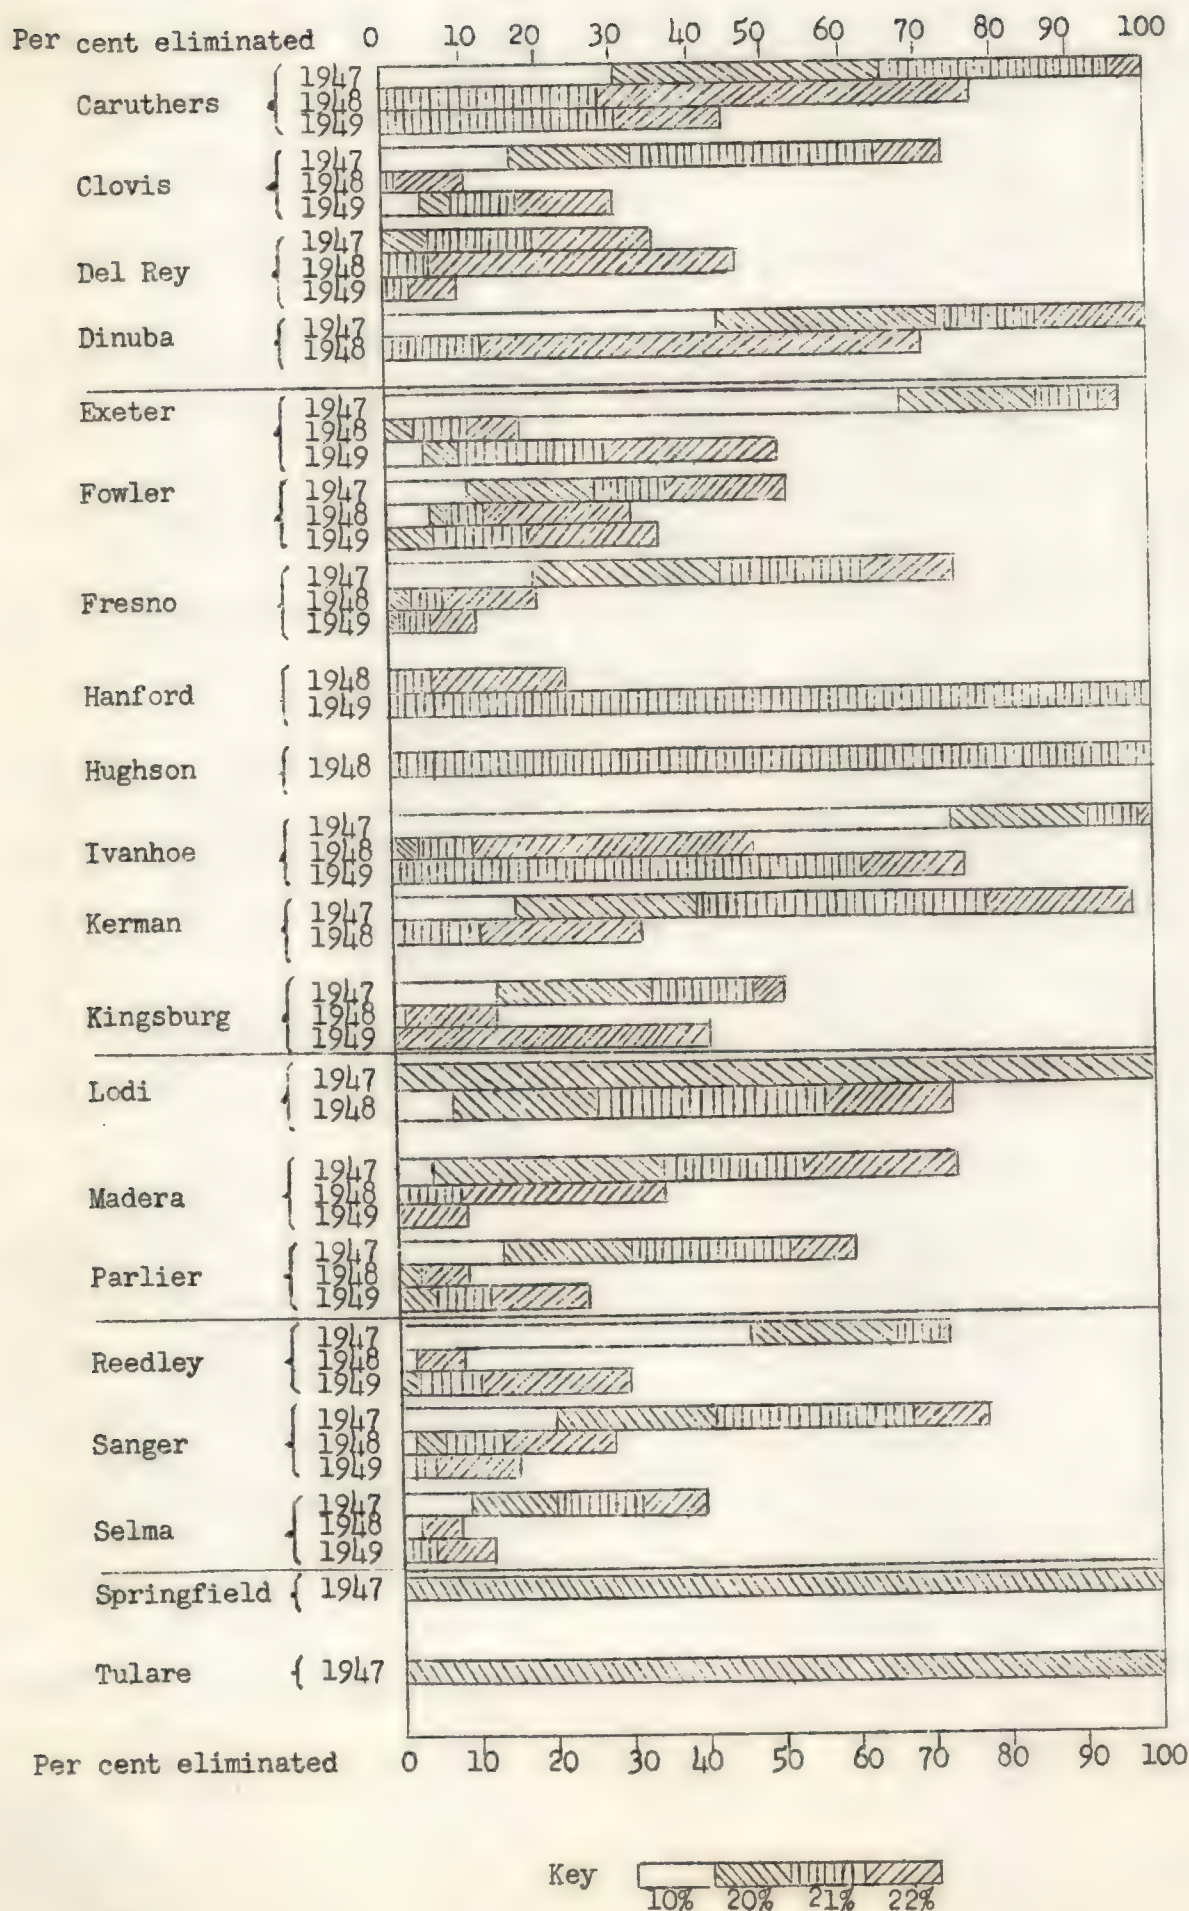 Per cent eliminated 0 10 20 30 40 50 60 70 80 90 100
Caruthers { 1947
1948
1949
Clovis { 1947
1948
1949
Del Rey { 1947
1948
1949
Dinuba { 1947
1948
Exeter { 1947
1948
1949
Fowler { 1947
1948
1949
Fresno { 1947
1948
1949
Hanford { 1948
1949
Hughson { 1948
Ivanhoe { 1947
1948
1949
Kerman { 1947
1948
Kingsburg { 1947
1948
1949
Lodi { 1947
1948
Madera { 1947
1948
1949
Parlier { 1947
1948
1949
Reedley { 1947
1948
1949
Sanger { 1947
1948
1949
Selma { 1947
1948
1949
Springfield { 1947
Tulare { 1947
Per cent eliminated 0 10 20 30 40 50 60 70 80 90 100
Key
10% 20% 21% 22%